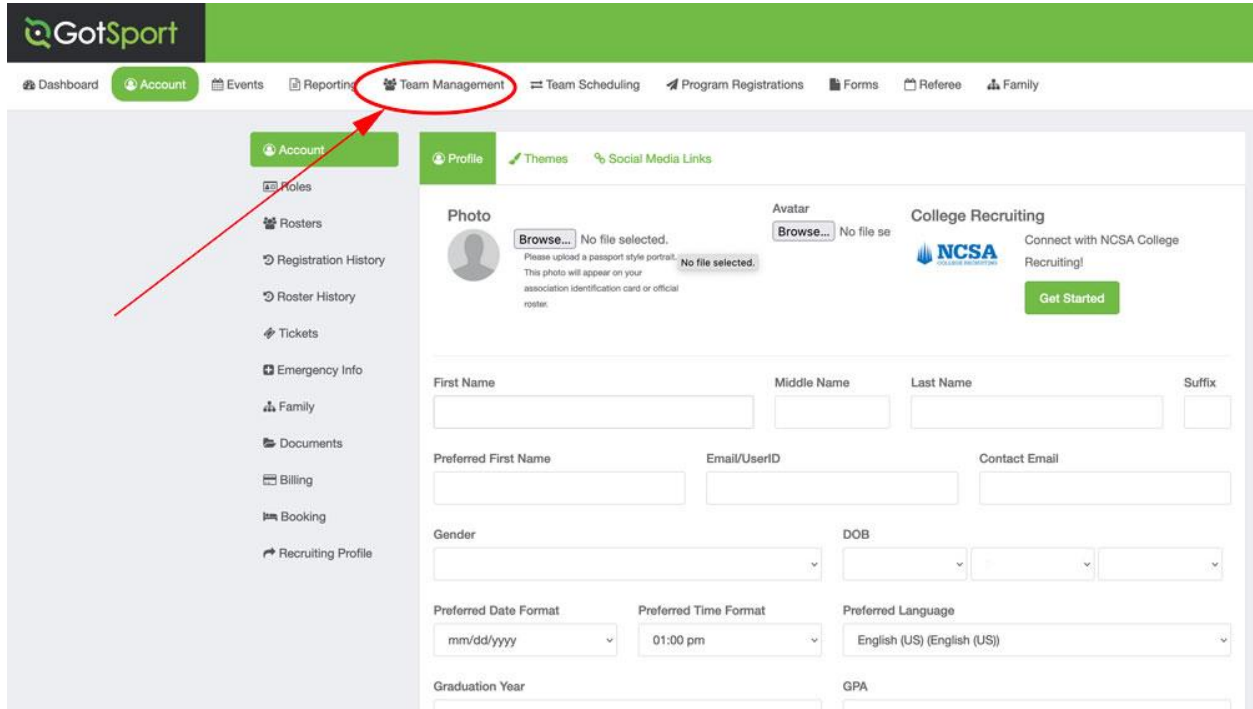 GotSport
Dashboard Account Events Reporting Team Management Team Scheduling Program Registrations Forms Referee Family
Account
Roles
Rosters
Registration History
Roster History
Tickets
Emergency Info
Family
Documents
Billing
Booking
Recruiting Profile
Profile Themes Social Media Links
Photo
Browse... No file selected.
Please upload a passport style portrait.
This photo will appear on your
association identification card or official
roster.
No file selected.
Avatar
Browse... No file se
College Recruiting
NCSA
COLLEGE RECRUITING
Connect with NCSA College
Recruiting!
Get Started
First Name Middle Name Last Name Suffix
Preferred First Name Email/UserID Contact Email
Gender DOB
Preferred Date Format Preferred Time Format Preferred Language
mm/dd/yyyy 01:00 pm English (US) (English (US))
Graduation Year GPA